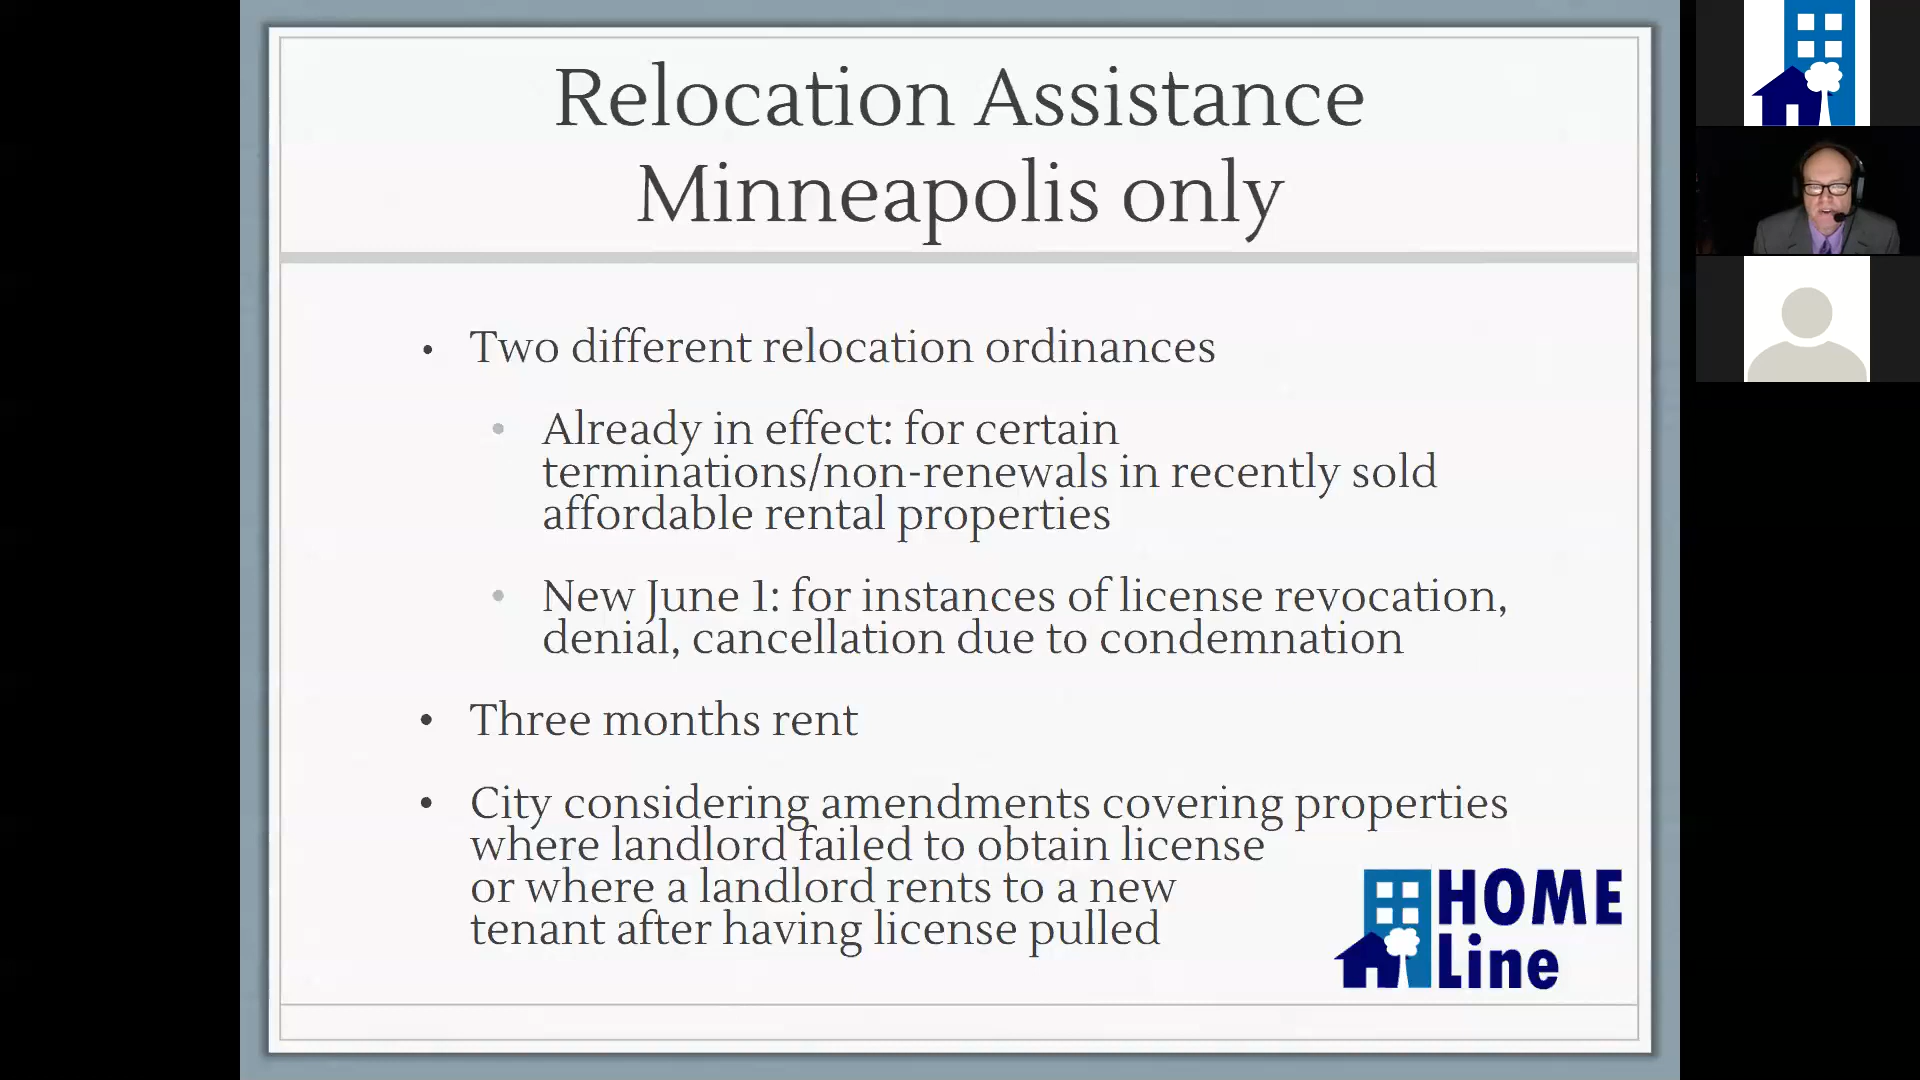 Relocation Assistance
Minneapolis only
• Two different relocation ordinances
• Already in effect: for certain
terminations/non-renewals in recently sold
affordable rental properties
• New June 1: for instances of license revocation,
denial, cancellation due to condemnation
• Three months rent
• City considering amendments covering properties
where landlord failed to obtain license
or where a landlord rents to a new
tenant after having license pulled
HOME
Line